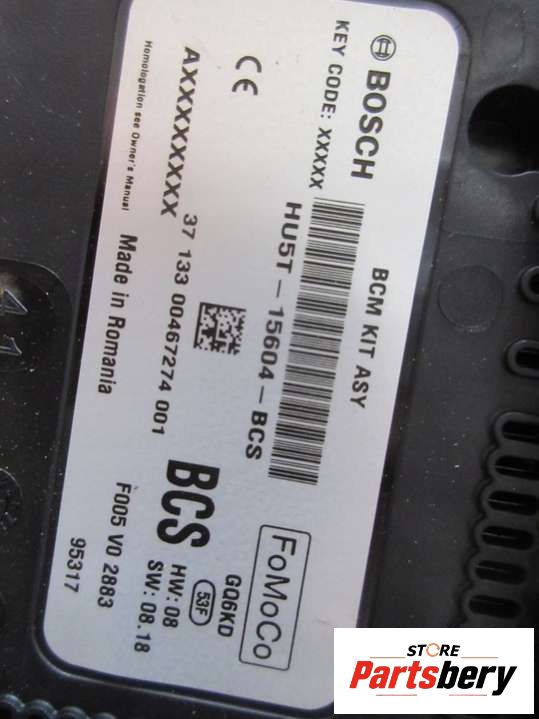 BOSCH
BCM KIT ASY
KEY CODE: XXXXX
HU5T-15604-BCS
FoMoCo
CE
AXXXXXXXXX
GQ6KD
BCS
53F
HW: 08
SW: 08.18
37 133 00467274 001
Homologation see Owner's Manual
Made in Romania
F005 V0 2883
95317
41
STORE
Partsbery